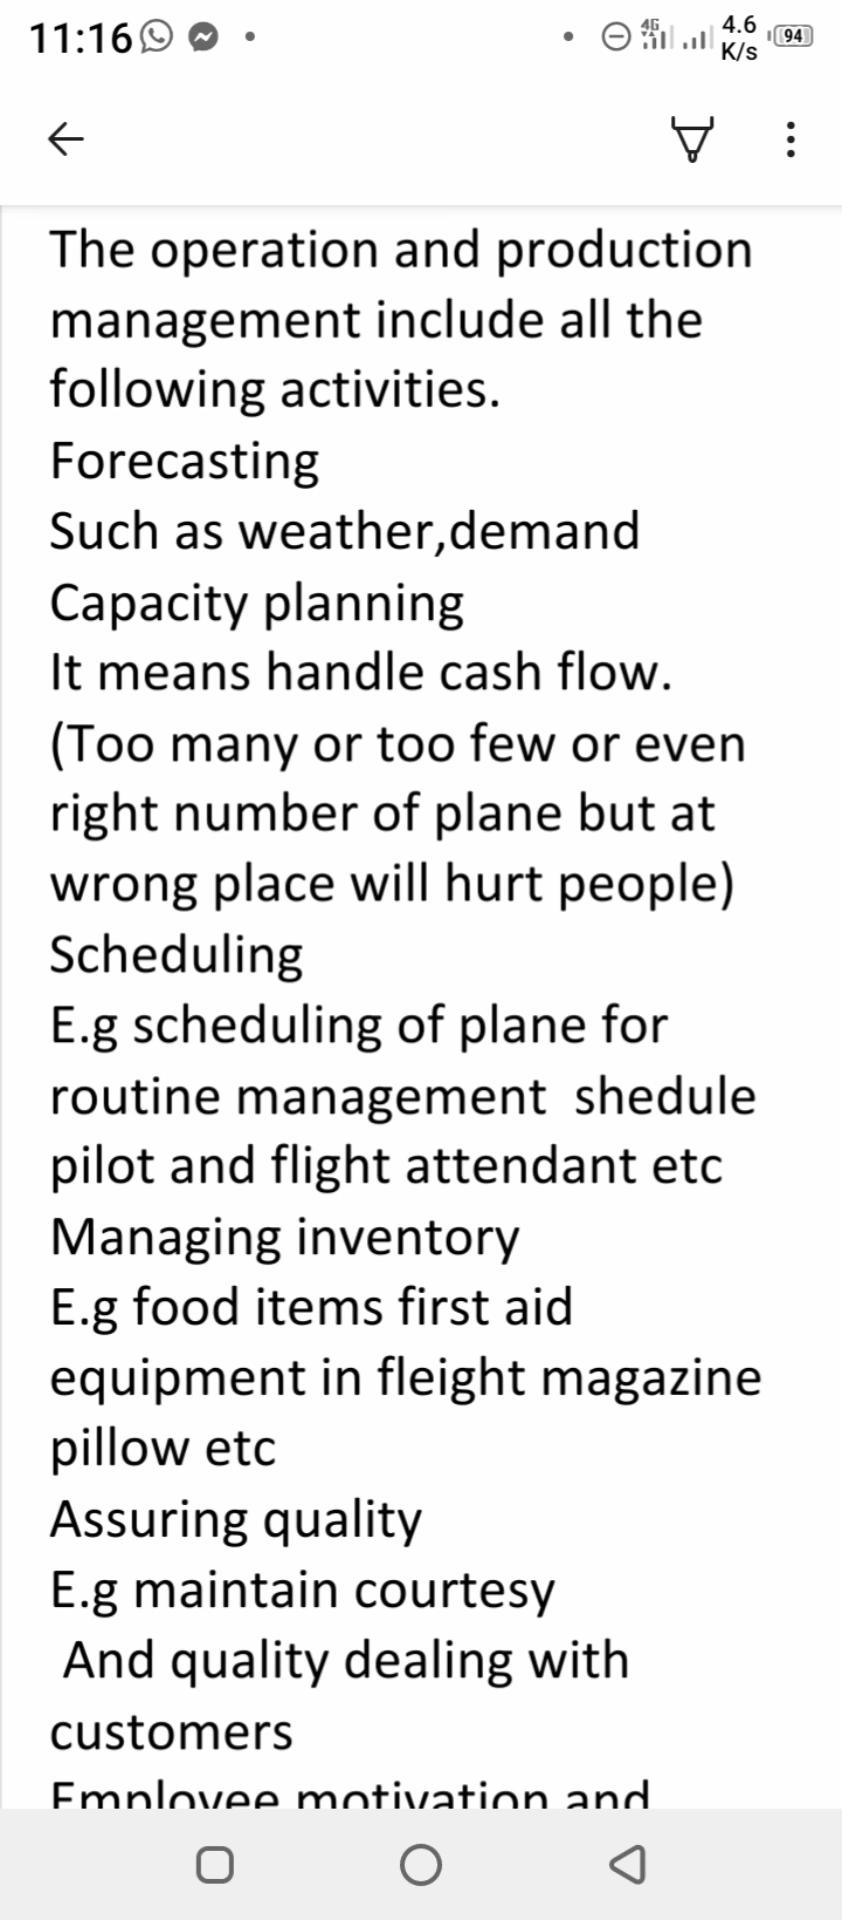 11:16
4G
4.6
K/s
94
The operation and production
management include all the
following activities.
Forecasting
Such as weather,demand
Capacity planning
It means handle cash flow.
(Too many or too few or even
right number of plane but at
wrong place will hurt people)
Scheduling
E.g scheduling of plane for
routine management  shedule
pilot and flight attendant etc
Managing inventory
E.g food items first aid
equipment in fleight magazine
pillow etc
Assuring quality
E.g maintain courtesy
And quality dealing with
customers
Employee motivation and